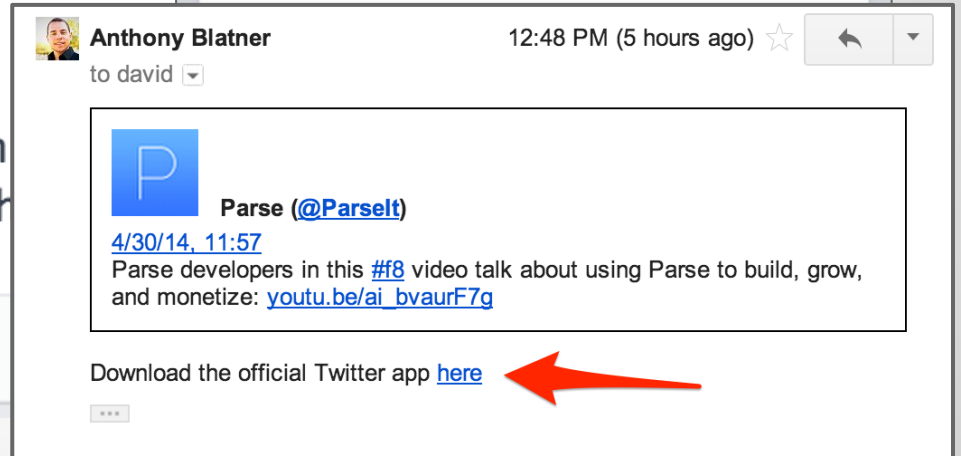 Anthony Blatner 12:48 PM (5 hours ago)
to david
P
Parse (@ParseIt)
4/30/14, 11:57
Parse developers in this #f8 video talk about using Parse to build, grow,
and monetize: youtu.be/ai_bvaurF7g
Download the official Twitter app here